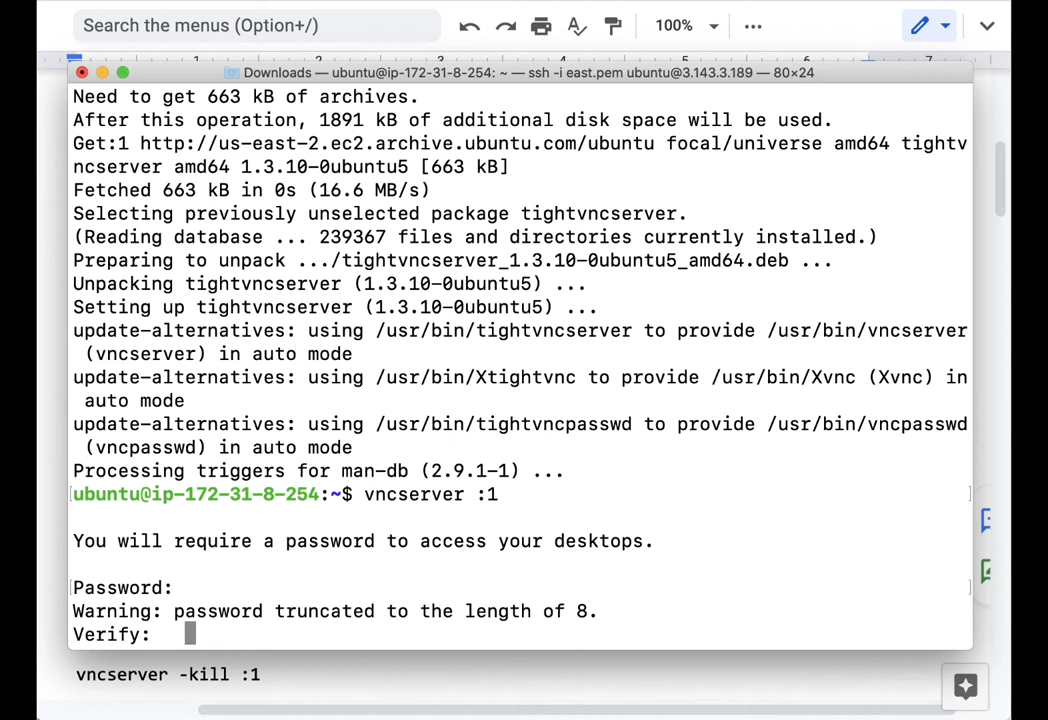 Search the menus (Option+/)
100%
1 2 3 4 5 6 7
Downloads — ubuntu@ip-172-31-8-254: ~ — ssh -i east.pem ubuntu@3.143.3.189 — 80×24
Need to get 663 kB of archives.
After this operation, 1891 kB of additional disk space will be used.
Get:1 http://us-east-2.ec2.archive.ubuntu.com/ubuntu focal/universe amd64 tightv
ncserver amd64 1.3.10-0ubuntu5 [663 kB]
Fetched 663 kB in 0s (16.6 MB/s)
Selecting previously unselected package tightvncserver.
(Reading database ... 239367 files and directories currently installed.)
Preparing to unpack .../tightvncserver_1.3.10-0ubuntu5_amd64.deb ...
Unpacking tightvncserver (1.3.10-0ubuntu5) ...
Setting up tightvncserver (1.3.10-0ubuntu5) ...
update-alternatives: using /usr/bin/tightvncserver to provide /usr/bin/vncserver
(vncserver) in auto mode
update-alternatives: using /usr/bin/Xtightvnc to provide /usr/bin/Xvnc (Xvnc) in
auto mode
update-alternatives: using /usr/bin/tightvncpasswd to provide /usr/bin/vncpasswd
(vncpasswd) in auto mode
Processing triggers for man-db (2.9.1-1) ...
ubuntu@ip-172-31-8-254:~$ vncserver :1
You will require a password to access your desktops.
Password:
Warning: password truncated to the length of 8.
Verify:
vncserver -kill :1